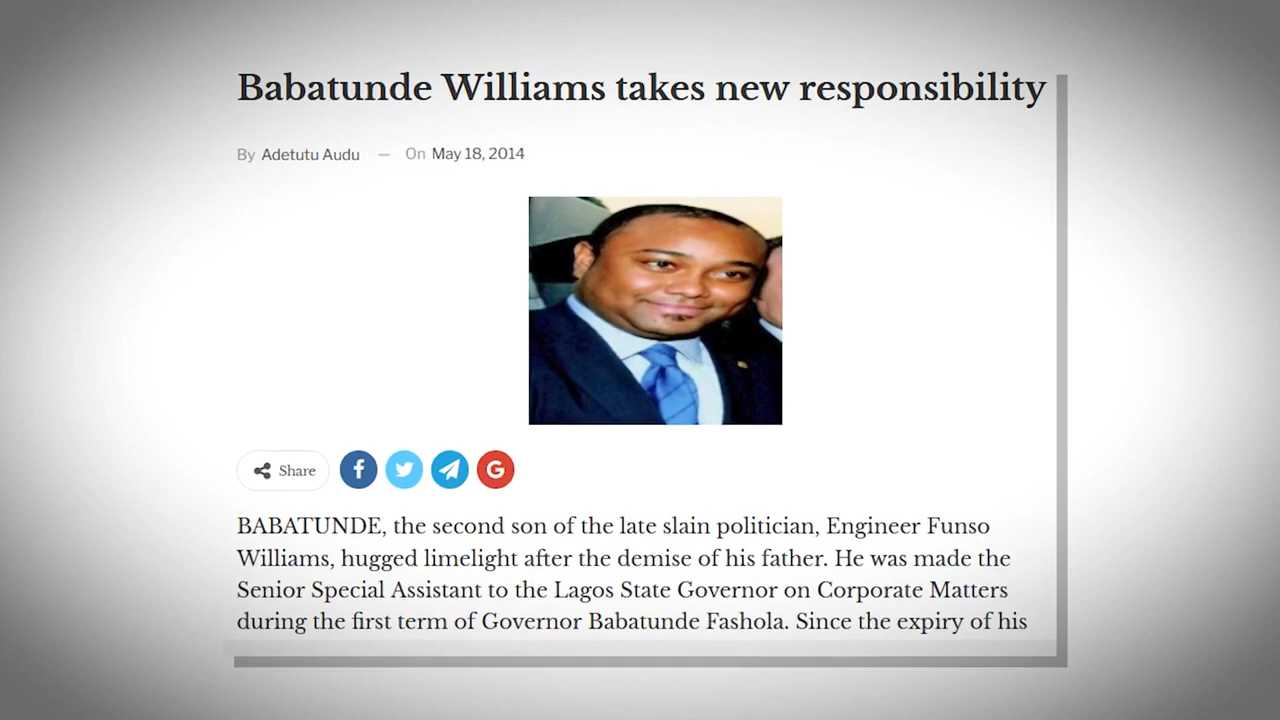 Babatunde Williams takes new responsibility
By Adetutu Audu — On May 18, 2014
Share
BABATUNDE, the second son of the late slain politician, Engineer Funso
Williams, hugged limelight after the demise of his father. He was made the
Senior Special Assistant to the Lagos State Governor on Corporate Matters
during the first term of Governor Babatunde Fashola. Since the expiry of his